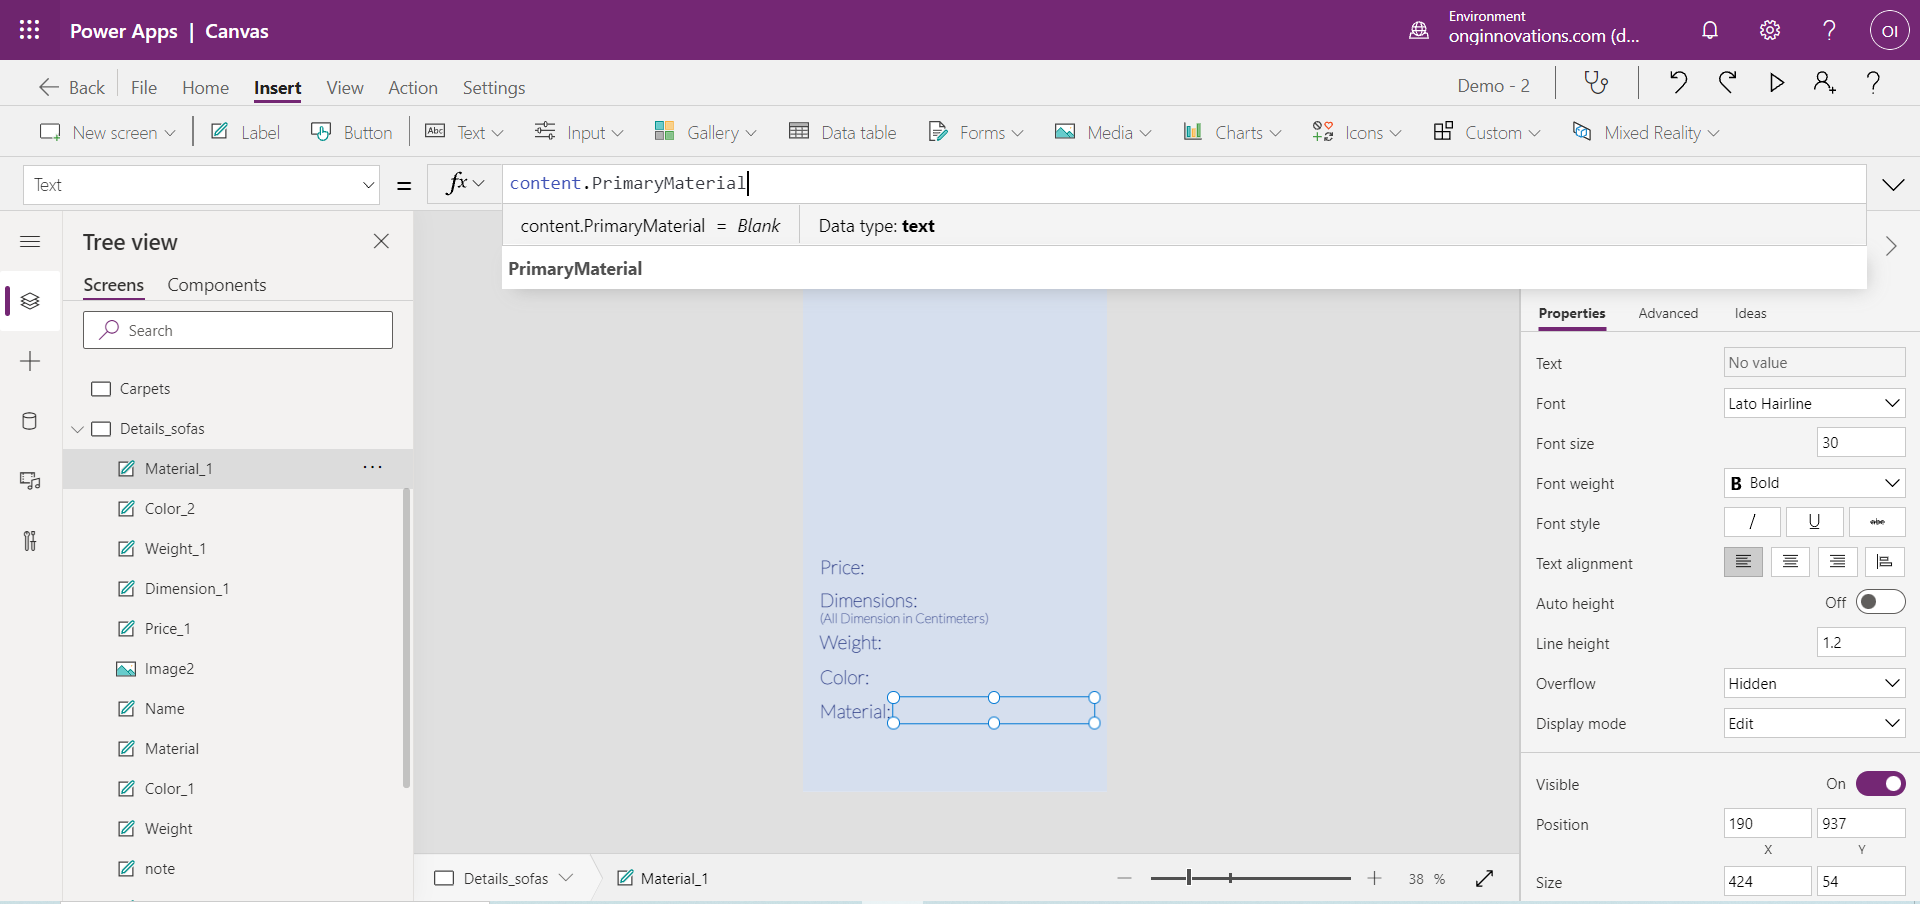 Power Apps | Canvas
Environment
onginnovations.com (d...
OI
Back
File
Home
Insert
View
Action
Settings
Demo - 2
New screen
Label
Button
Abc
Text
Input
Gallery
Data table
Forms
Media
Charts
Icons
Custom
Mixed Reality
Text
=
fx
content.PrimaryMaterial
content.PrimaryMaterial = Blank
Data type: text
PrimaryMaterial
Tree view
Screens
Components
Search
Carpets
Details_sofas
Material_1
Color_2
Weight_1
Dimension_1
Price_1
Image2
Name
Material
Color_1
Weight
note
Price:
Dimensions:
(All Dimension in Centimeters)
Weight:
Color:
Material:
Properties
Advanced
Ideas
Text
No value
Font
Lato Hairline
Font size
30
Font weight
B Bold
Font style
/
U
abc
Text alignment
Auto height
Off
Line height
1.2
Overflow
Hidden
Display mode
Edit
Visible
On
Position
190
937
X
Y
Size
424
54
Details_sofas
Material_1
38 %